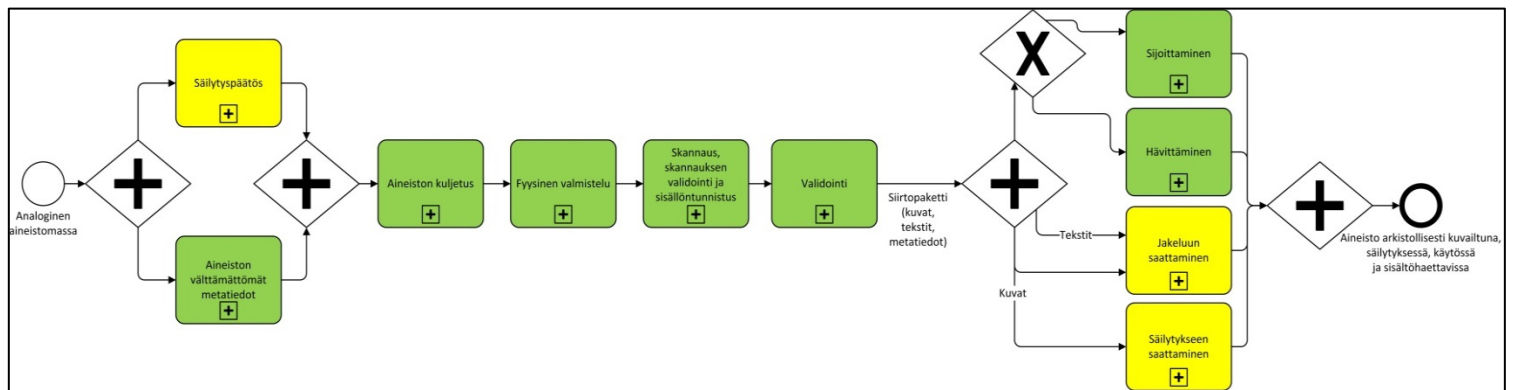 Analoginen
aineistomassa
Säilytyspäätös
Aineiston
välttämättömät
metatiedot
Aineiston kuljetus
Fyysinen valmistelu
Skannaus,
skannauksen
validointi ja
sisällöntunnistus
Validointi
Siirtopaketti
(kuvat,
tekstit,
metatiedot)
X
Sijoittaminen
Hävittäminen
Tekstit
Jakeluun
saattaminen
Kuvat
Säilytykseen
saattaminen
Aineisto arkistollisesti kuvailtuna,
säilytyksessä, käytössä
ja sisältöhaettavissa